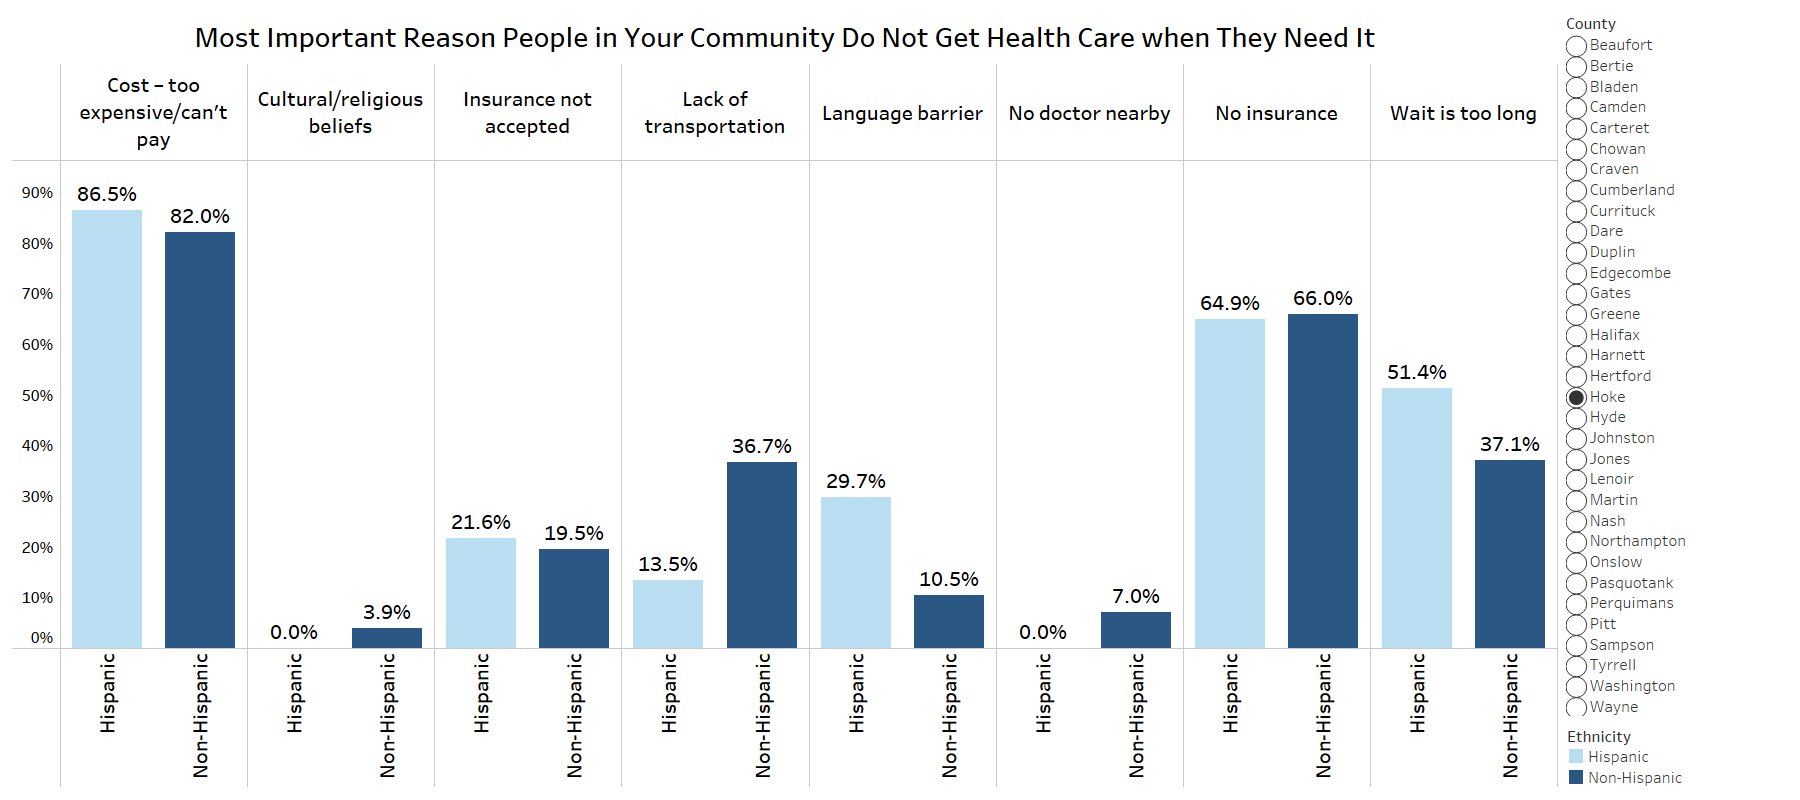 Most Important Reason People in Your Community Do Not Get Health Care when They Need It
Cost – too
expensive/can’t
pay
Cultural/religious
beliefs
Insurance not
accepted
Lack of
transportation
Language barrier
No doctor nearby
No insurance
Wait is too long
90%
80%
70%
60%
50%
40%
30%
20%
10%
0%
86.5%
82.0%
0.0%
3.9%
21.6%
19.5%
13.5%
36.7%
29.7%
10.5%
0.0%
7.0%
64.9%
66.0%
51.4%
37.1%
Hispanic
Non-Hispanic
Hispanic
Non-Hispanic
Hispanic
Non-Hispanic
Hispanic
Non-Hispanic
Hispanic
Non-Hispanic
Hispanic
Non-Hispanic
Hispanic
Non-Hispanic
Hispanic
Non-Hispanic
County
Beaufort
Bertie
Bladen
Camden
Carteret
Chowan
Craven
Cumberland
Currituck
Dare
Duplin
Edgecombe
Gates
Greene
Halifax
Harnett
Hertford
Hoke
Hyde
Johnston
Jones
Lenoir
Martin
Nash
Northampton
Onslow
Pasquotank
Perquimans
Pitt
Sampson
Tyrrell
Washington
Wayne
Ethnicity
Hispanic
Non-Hispanic